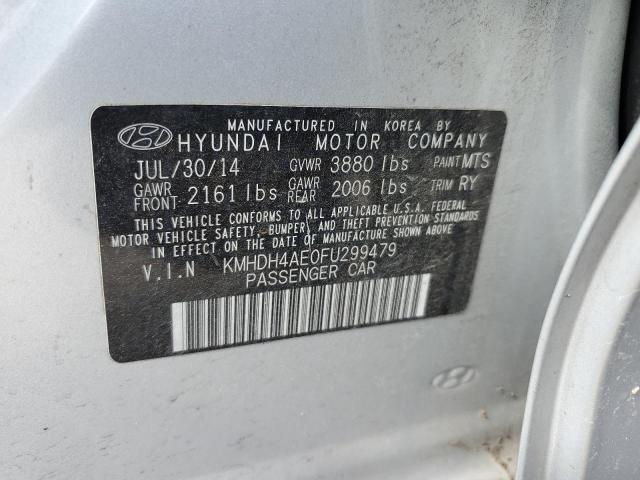 MANUFACTURED IN KOREA BY
HYUNDAI MOTOR COMPANY
JUL/30/14 GVWR 3880 lbs PAINT MTS
GAWR FRONT 2161 lbs GAWR REAR 2006 lbs TRIM RY
THIS VEHICLE CONFORMS TO ALL APPLICABLE U.S.A. FEDERAL
MOTOR VEHICLE SAFETY, BUMPER, AND THEFT PREVENTION STANDARDS
IN EFFECT ON THE DATE OF MANUFACTURE SHOWN ABOVE.
V.I.N KMHDH4AE0FU299479
PASSENGER CAR